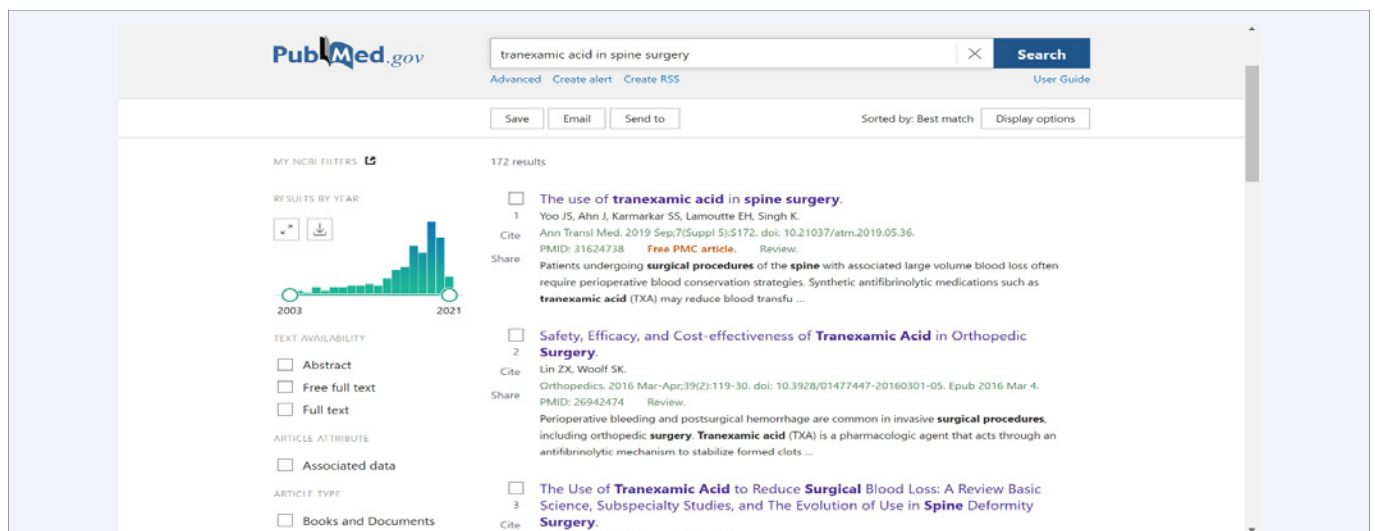 PubMed.gov
tranexamic acid in spine surgery
Search
Advanced Create alert Create RSS
User Guide
Save Email Send to
Sorted by: Best match Display options
MY NCBI FILTERS
172 results
RESULTS BY YEAR
2003 2021
TEXT AVAILABILITY
Abstract
Free full text
Full text
ARTICLE ATTRIBUTE
Associated data
ARTICLE TYPE
Books and Documents
1
Cite
Share
The use of tranexamic acid in spine surgery.
Yoo JS, Ahn J, Karmarkar SS, Lamoutte EH, Singh K.
Ann Transl Med. 2019 Sep;7(Suppl 5):S172. doi: 10.21037/atm.2019.05.36.
PMID: 31624738 Free PMC article. Review.
Patients undergoing surgical procedures of the spine with associated large volume blood loss often
require perioperative blood conservation strategies. Synthetic antifibrinolytic medications such as
tranexamic acid (TXA) may reduce blood transfu ...
2
Cite
Share
Safety, Efficacy, and Cost-effectiveness of Tranexamic Acid in Orthopedic
Surgery.
Lin ZX, Woolf SK.
Orthopedics. 2016 Mar-Apr;39(2):119-30. doi: 10.3928/01477447-20160301-05. Epub 2016 Mar 4.
PMID: 26942474 Review.
Perioperative bleeding and postsurgical hemorrhage are common in invasive surgical procedures,
including orthopedic surgery. Tranexamic acid (TXA) is a pharmacologic agent that acts through an
antifibrinolytic mechanism to stabilize formed clots ...
3
Cite
The Use of Tranexamic Acid to Reduce Surgical Blood Loss: A Review Basic
Science, Subspecialty Studies, and The Evolution of Use in Spine Deformity
Surgery.